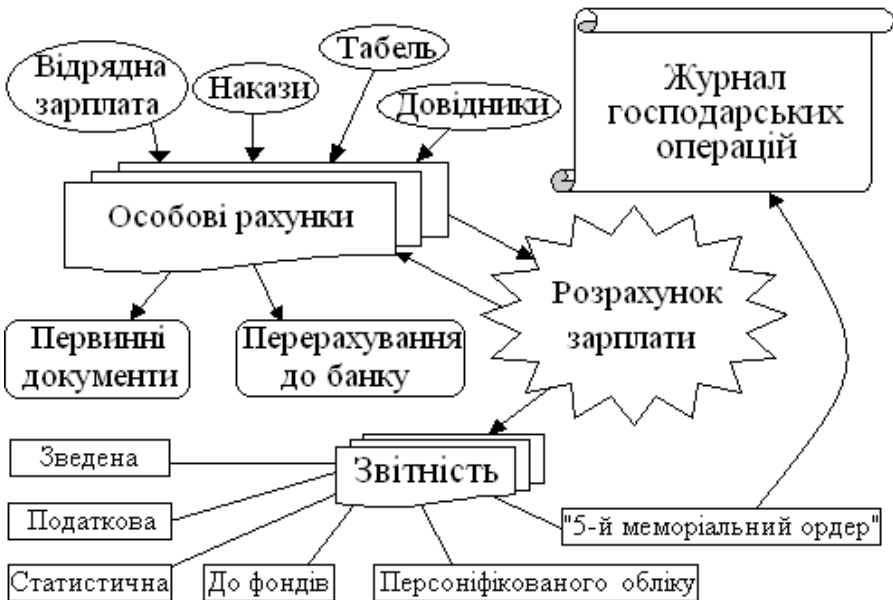 Табель
Відрядна
зарплата
Накази
Довідники
Журнал
господарських
операцій
Особові рахунки
Розрахунок
зарплати
Первинні
документи
Перерахування
до банку
Зведена
Звітність
Податкова
"5-й меморіальний ордер"
Статистична
До фондів
Персоніфікованого обліку